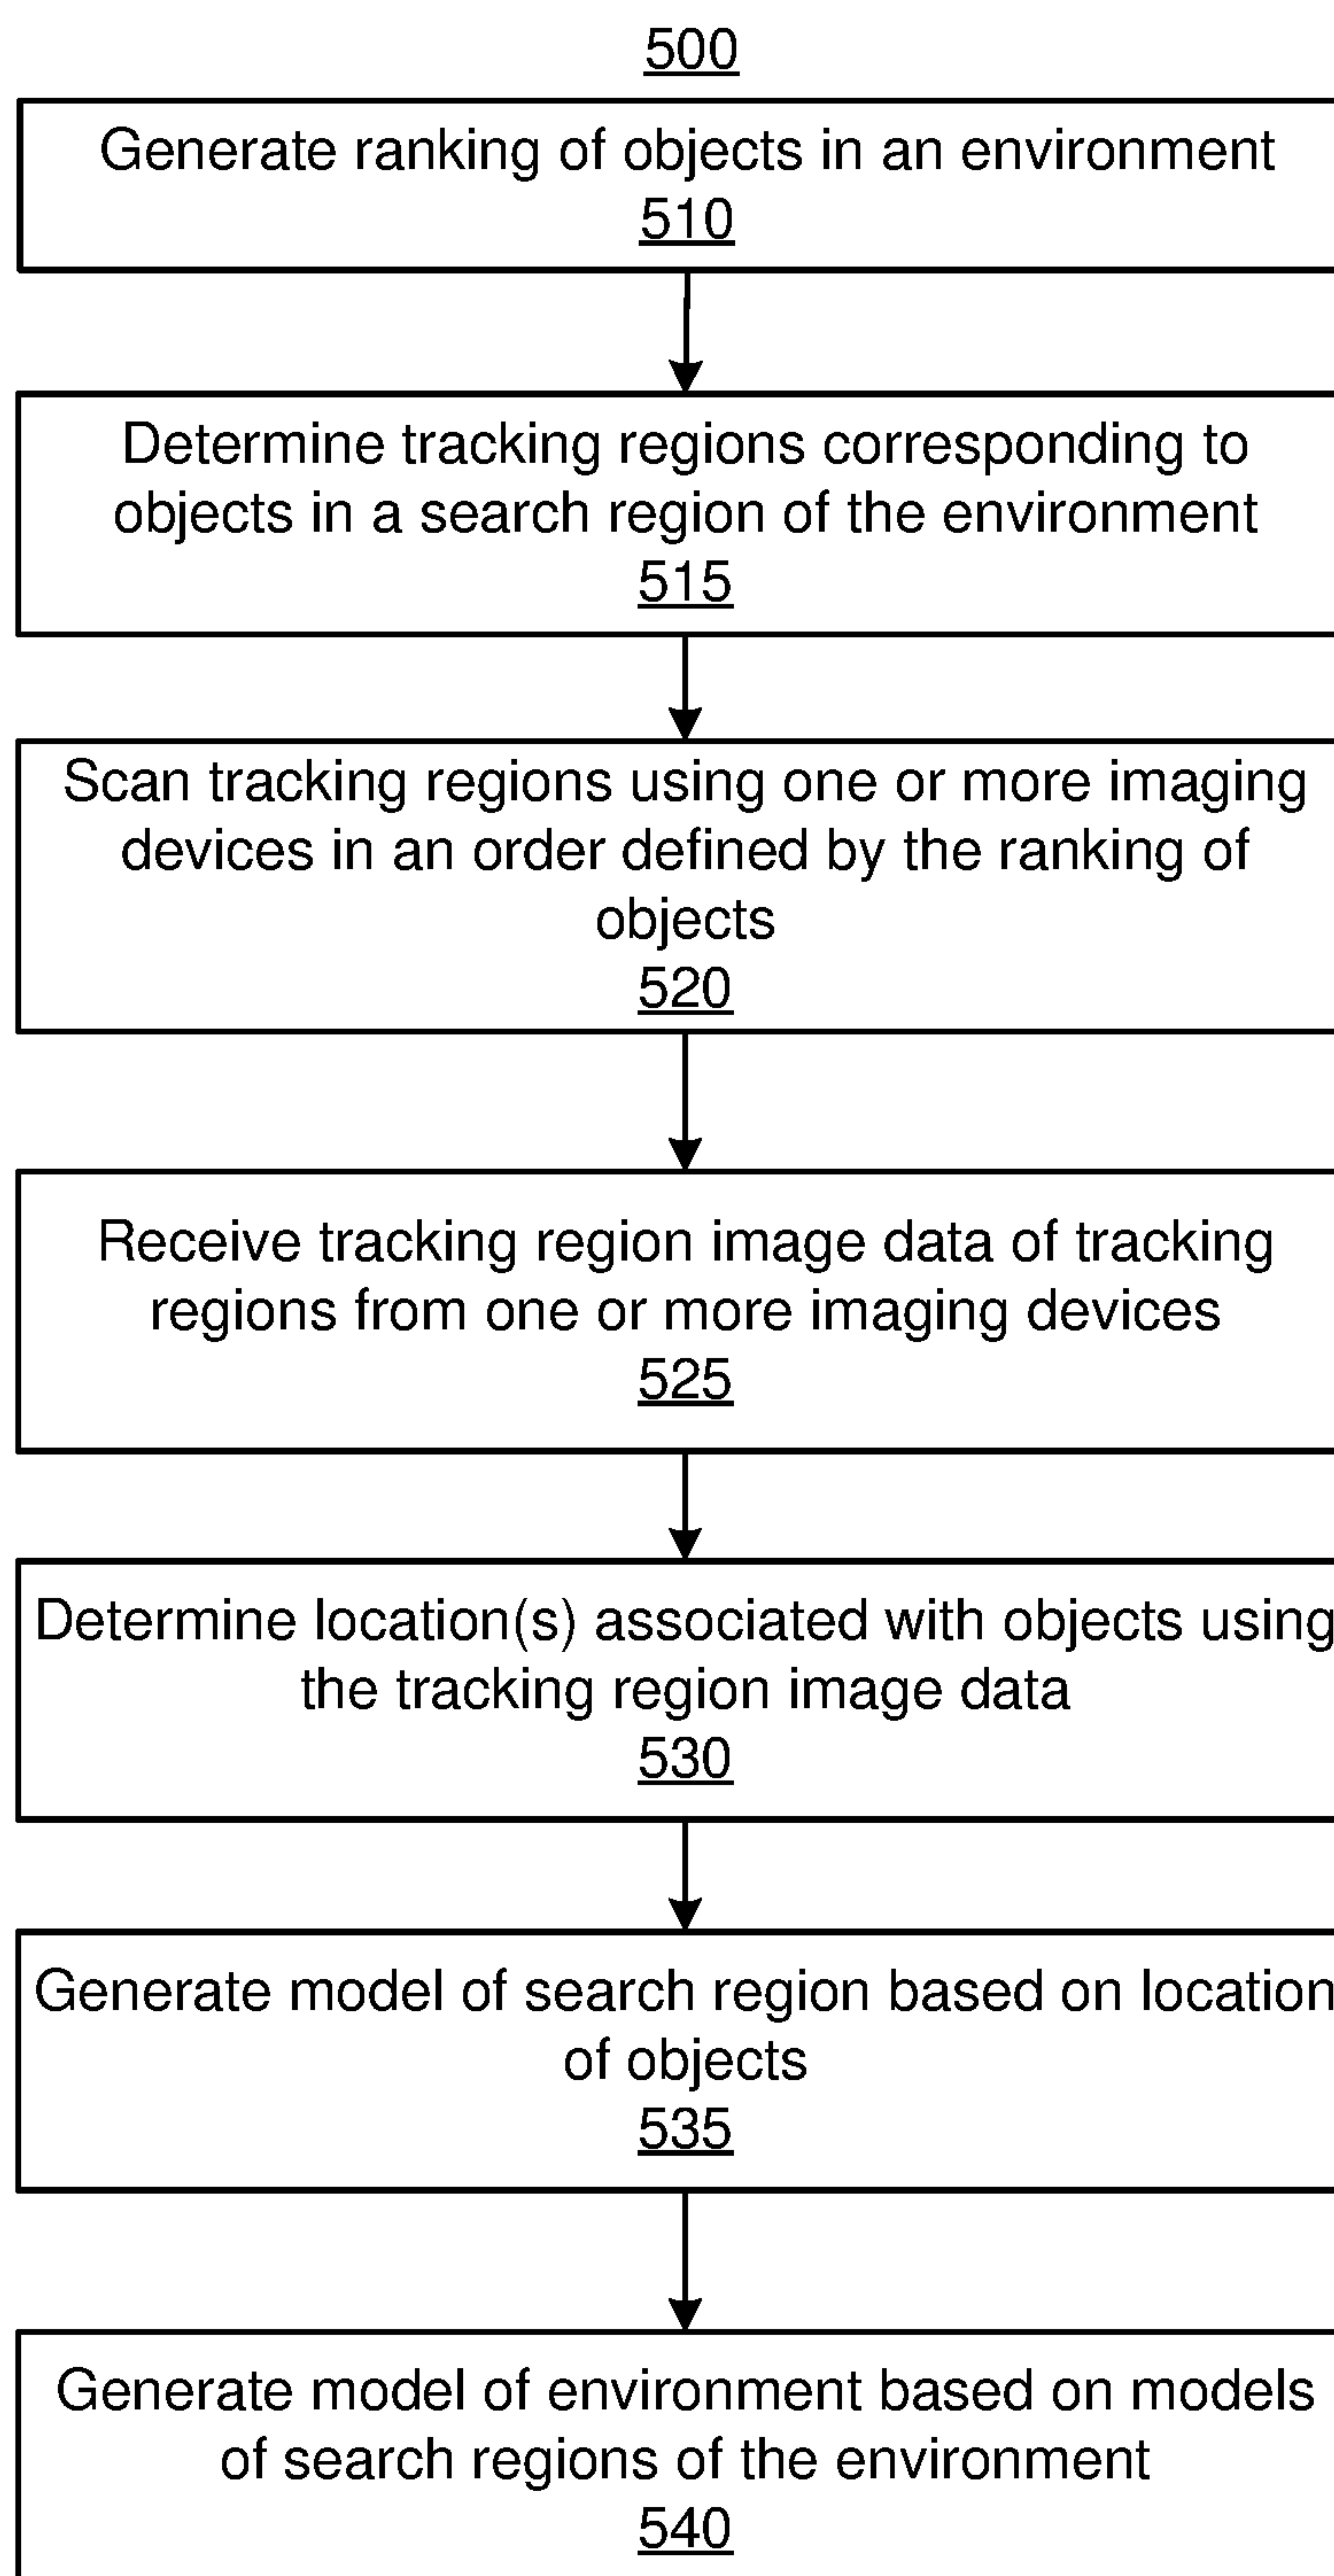 500
Generate ranking of objects in an environment
510
Determine tracking regions corresponding to
objects in a search region of the environment
515
Scan tracking regions using one or more imaging
devices in an order defined by the ranking of
objects
520
Receive tracking region image data of tracking
regions from one or more imaging devices
525
Determine location(s) associated with objects using
the tracking region image data
530
Generate model of search region based on location
of objects
535
Generate model of environment based on models
of search regions of the environment
540